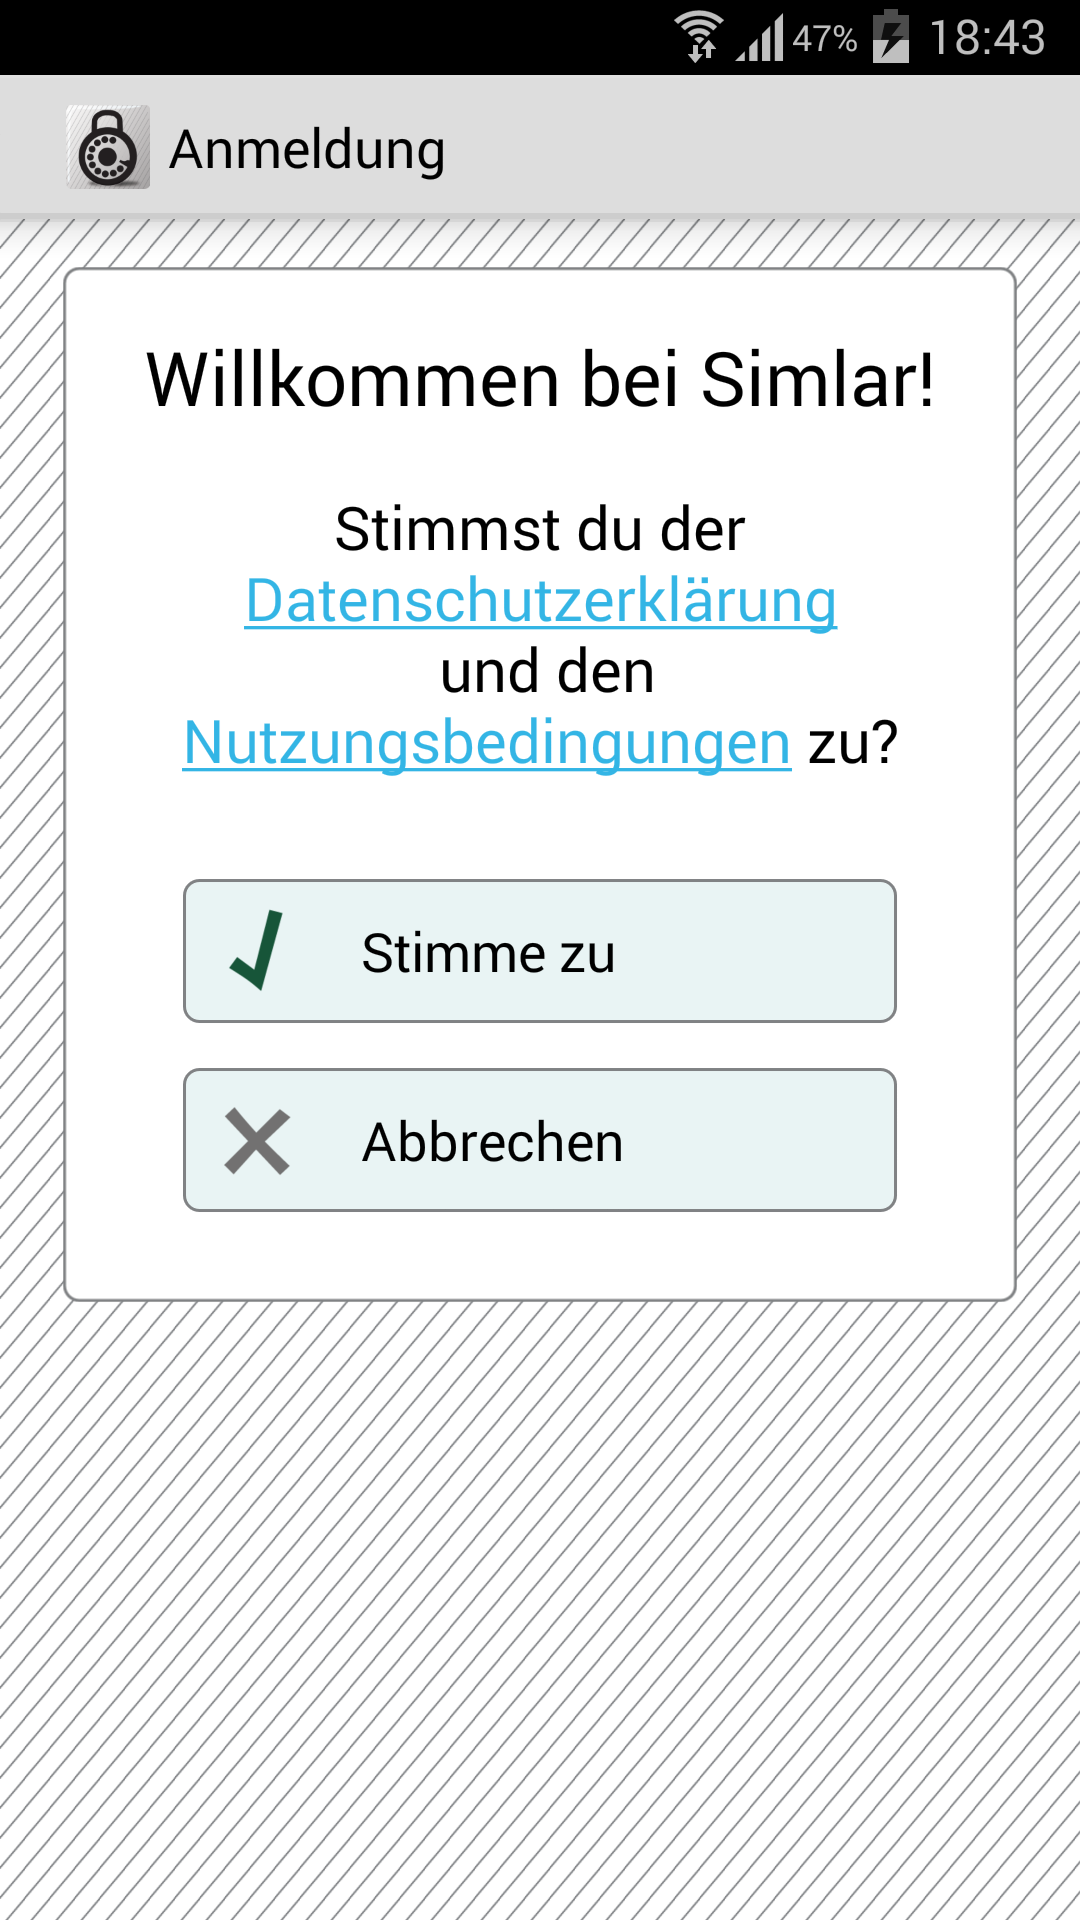 47% 18:43
Anmeldung
Willkommen bei Simlar!
Stimmst du der
Datenschutzerklärung
und den
Nutzungsbedingungen zu?
Stimme zu
Abbrechen